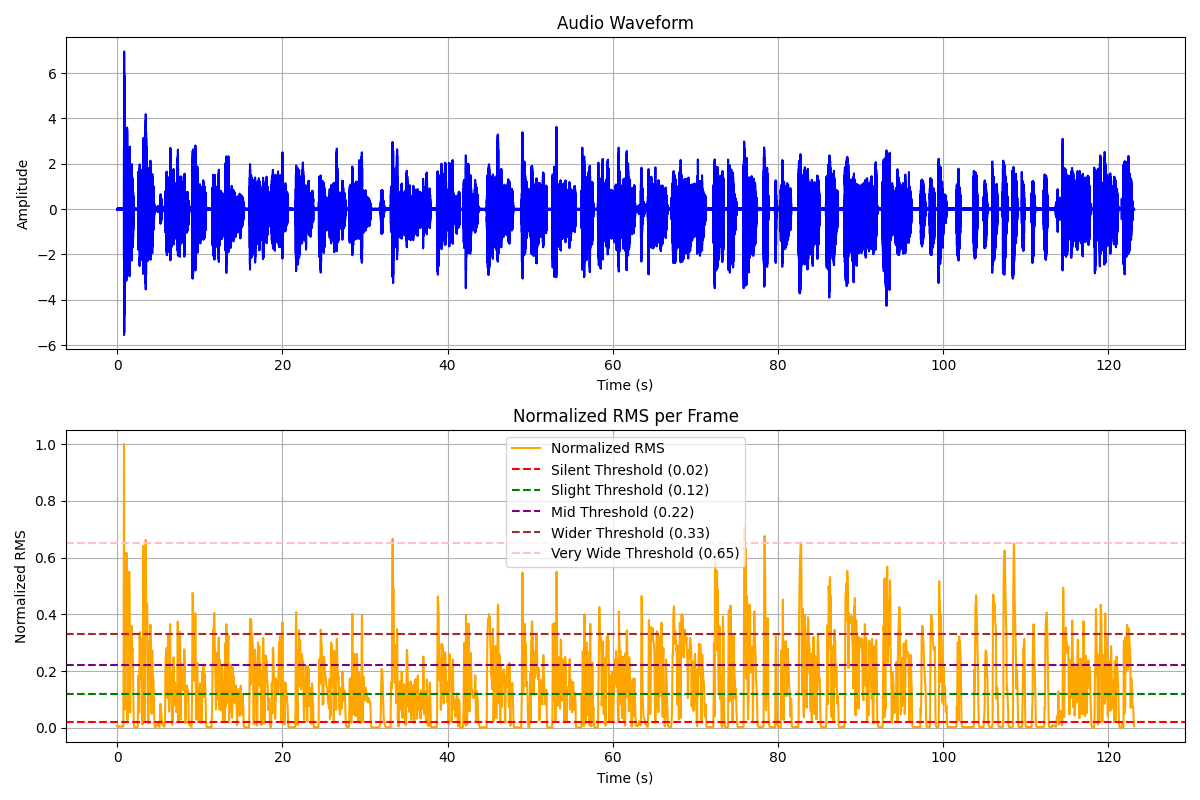 Audio Waveform
Amplitude
6
4
2
0
−2
−4
−6
0 20 40 60 80 100 120
Time (s)
Normalized RMS per Frame
Normalized RMS
1.0
0.8
0.6
0.4
0.2
0.0
Normalized RMS
Silent Threshold (0.02)
Slight Threshold (0.12)
Mid Threshold (0.22)
Wider Threshold (0.33)
Very Wide Threshold (0.65)
0 20 40 60 80 100 120
Time (s)